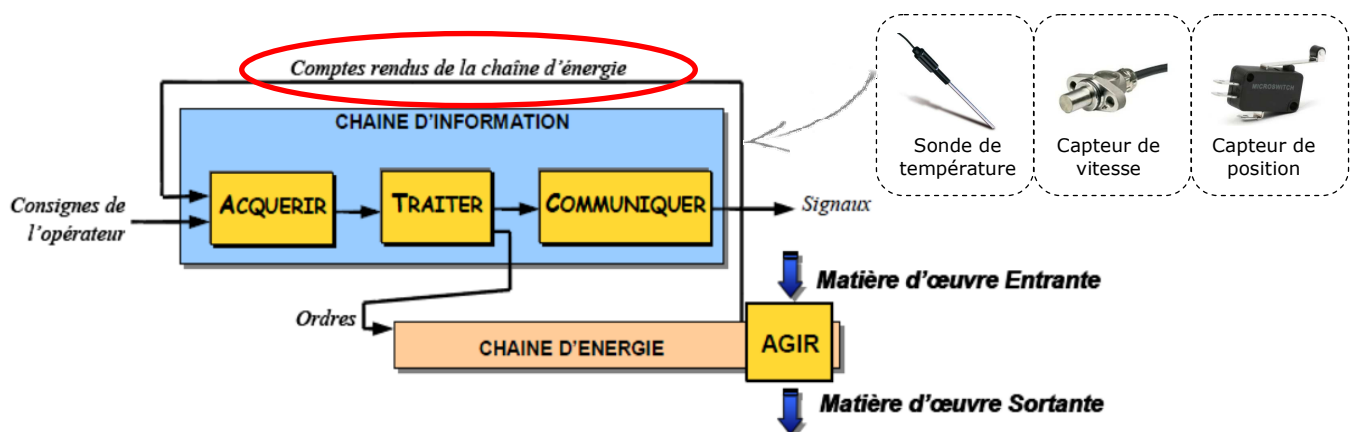 Comptes rendus de la chaîne d'énergie
CHAINE D'INFORMATION
Consignes de
l'opérateur
ACQUERIR
TRAITER
COMMUNIQUER
Signaux
Sonde de
température
Capteur de
vitesse
MICROSWITCH
Capteur de
position
Matière d'œuvre Entrante
Ordres
CHAINE D'ENERGIE
AGIR
Matière d'œuvre Sortante